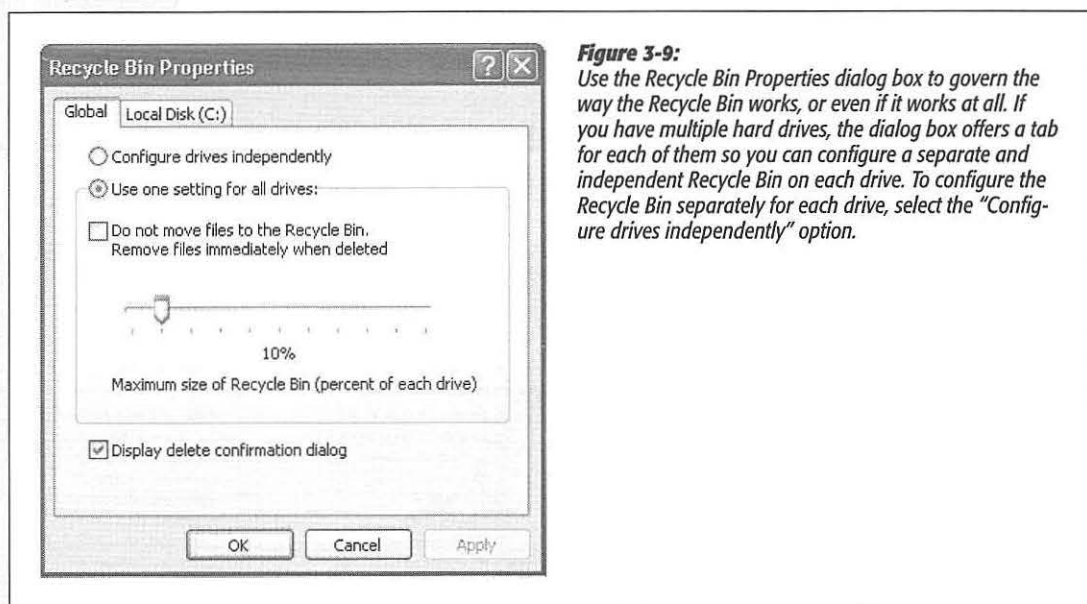 Recycle Bin Properties
Global
Local Disk (C:)
Configure drives independently
Use one setting for all drives:
Do not move files to the Recycle Bin.
Remove files immediately when deleted
10%
Maximum size of Recycle Bin (percent of each drive)
Display delete confirmation dialog
OK
Cancel
Apply
Figure 3-9:
Use the Recycle Bin Properties dialog box to govern the
way the Recycle Bin works, or even if it works at all. If
you have multiple hard drives, the dialog box offers a tab
for each of them so you can configure a separate and
independent Recycle Bin on each drive. To configure the
Recycle Bin separately for each drive, select the “Config-
ure drives independently” option.